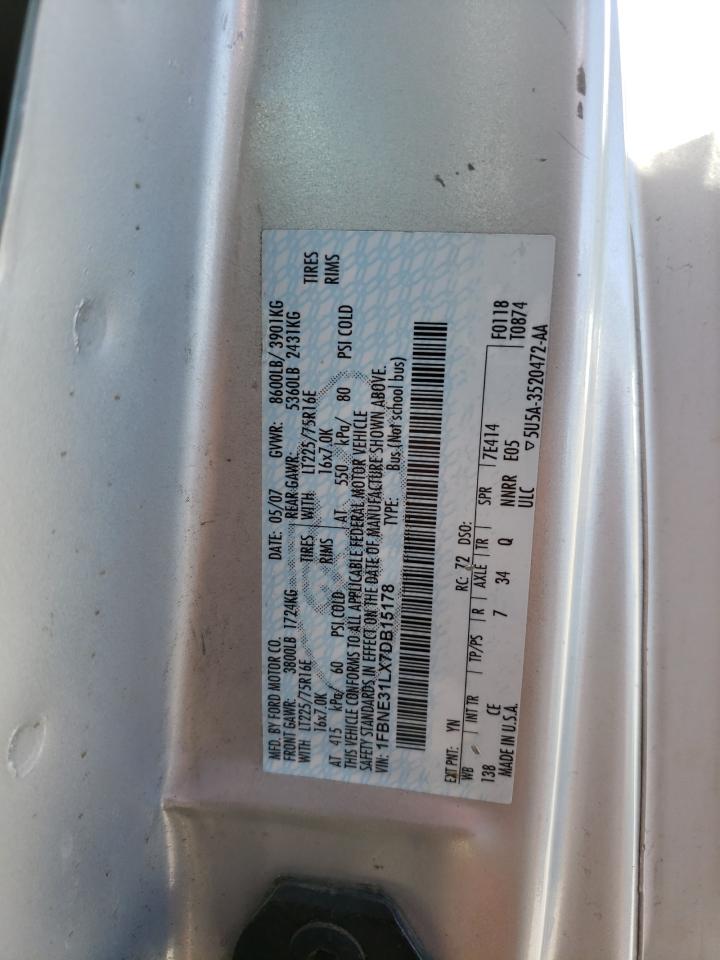 MFD. BY FORD MOTOR CO. DATE: 05/07 GVWR: 8600LB/ 3901KG
FRONT GAWR: 3800LB 1724KG REAR GAWR: 5360LB 2431KG
WITH LT225/75R16E TIRES WITH LT225/75R16E TIRES
16x7.0K RIMS 16x7.0K RIMS
AT 415 kPa/ 60 PSI COLD AT 550 kPa/ 80 PSI COLD
THIS VEHICLE CONFORMS TO ALL APPLICABLE FEDERAL MOTOR VEHICLE
SAFETY STANDARDS IN EFFECT ON THE DATE OF MANUFACTURE SHOWN ABOVE.
VIN: 1FBNE31LX7DB15178 TYPE: Bus (Not school bus)
F0118
T0874
EXT PNT: YN RC: 72 DSO:
WB INT TR TP/PS R AXLE TR SPR 7E414
138 CE 7 34 Q NNRR E05
MADE IN U.S.A. ULC
▽5U5A-3520472-AA